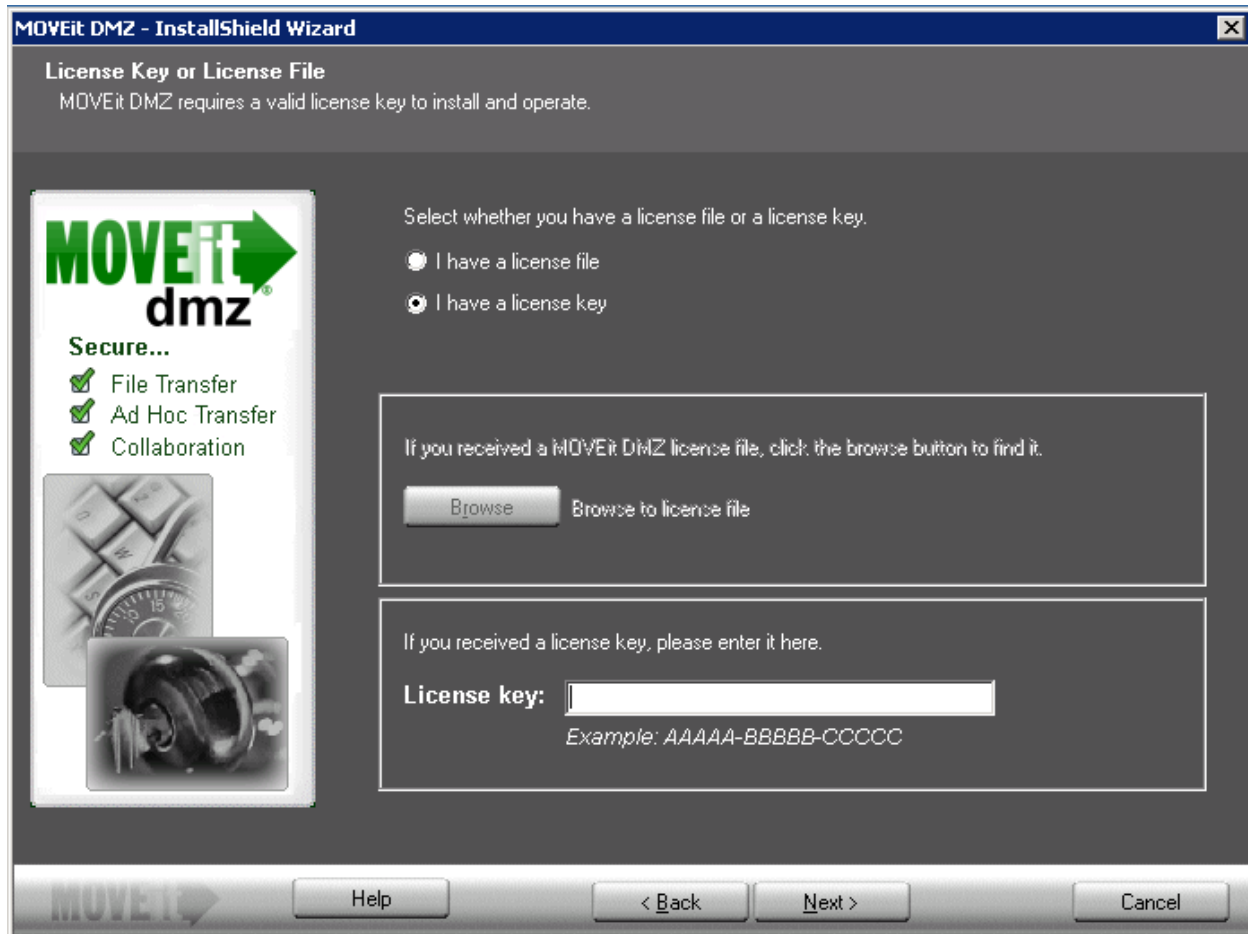 MOVEit DMZ - InstallShield Wizard
License Key or License File
MOVEit DMZ requires a valid license key to install and operate.
MOVEit
dmz®
Secure...
File Transfer
Ad Hoc Transfer
Collaboration
Select whether you have a license file or a license key.
I have a license file
I have a license key
If you received a MOVEit DMZ license file, click the browse button to find it.
Browse
Browse to license file
If you received a license key, please enter it here.
License key:
Example: AAAAA-BBBBB-CCCCC
MOVEit
Help
< Back
Next >
Cancel